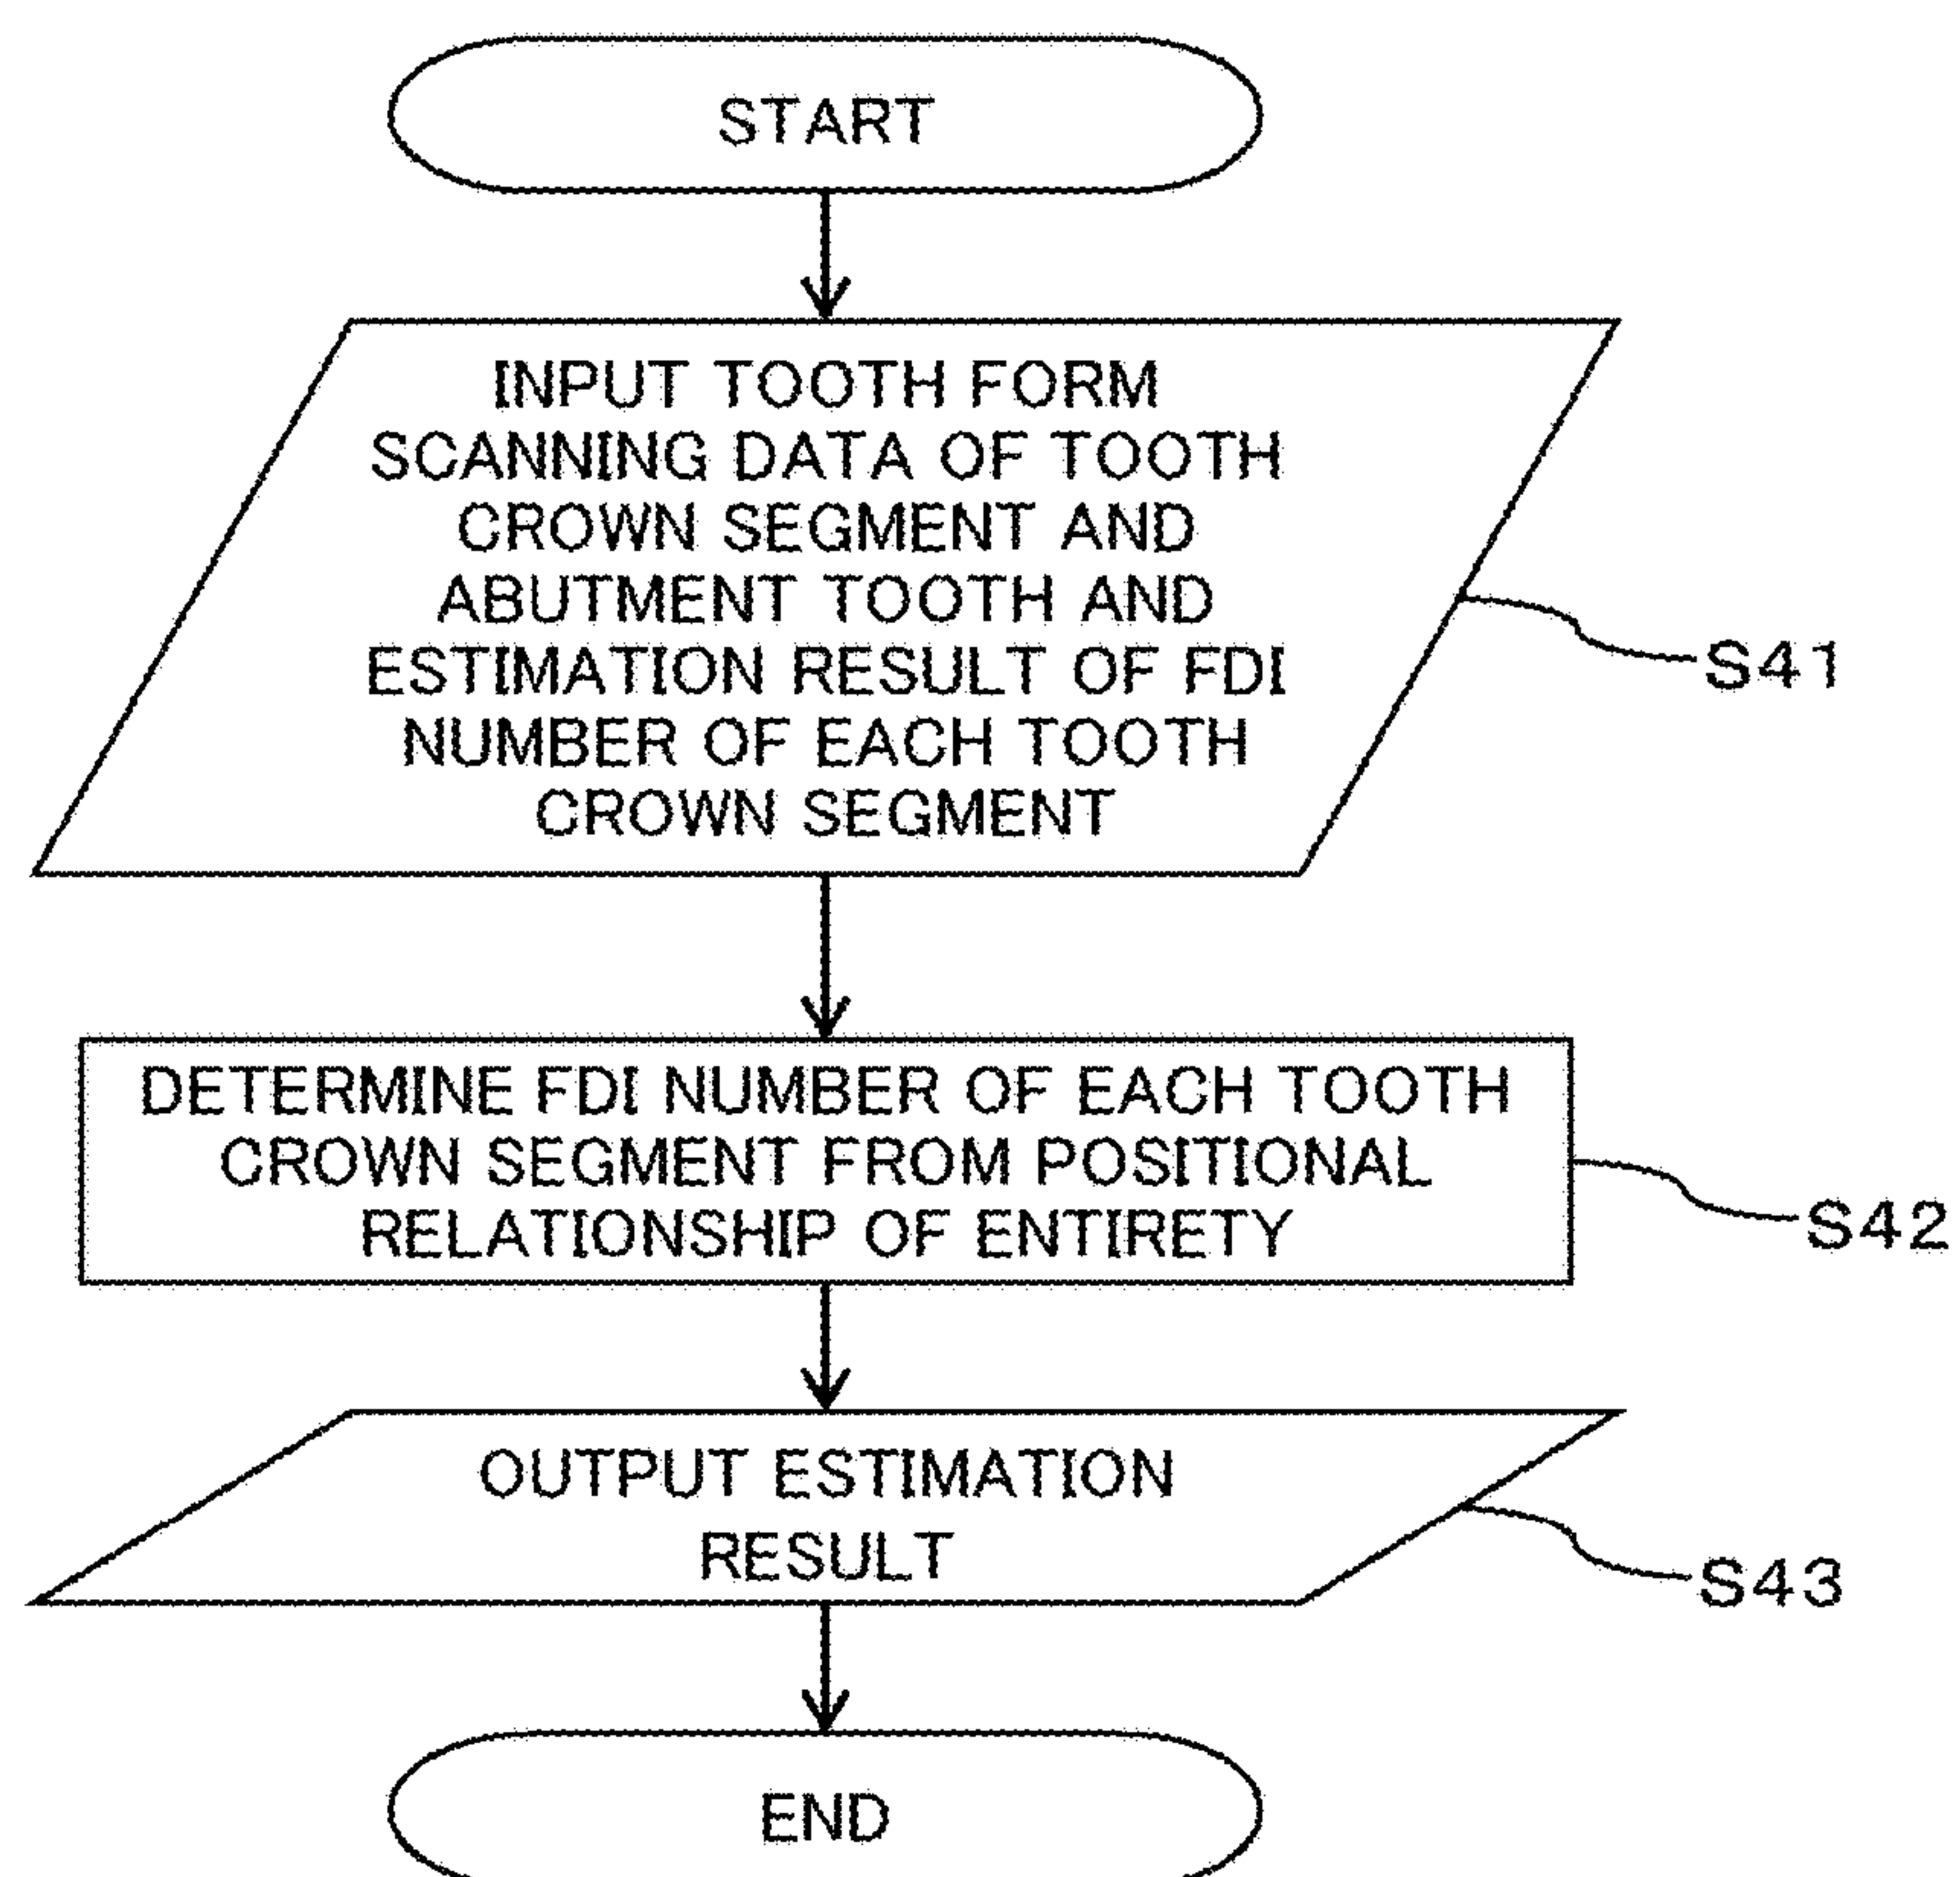 START
INPUT TOOTH FORM
SCANNING DATA OF TOOTH
CROWN SEGMENT AND
ABUTMENT TOOTH AND
ESTIMATION RESULT OF FDI
NUMBER OF EACH TOOTH
CROWN SEGMENT
S41
DETERMINE FDI NUMBER OF EACH TOOTH
CROWN SEGMENT FROM POSITIONAL
RELATIONSHIP OF ENTIRETY
S42
OUTPUT ESTIMATION
RESULT
S43
END